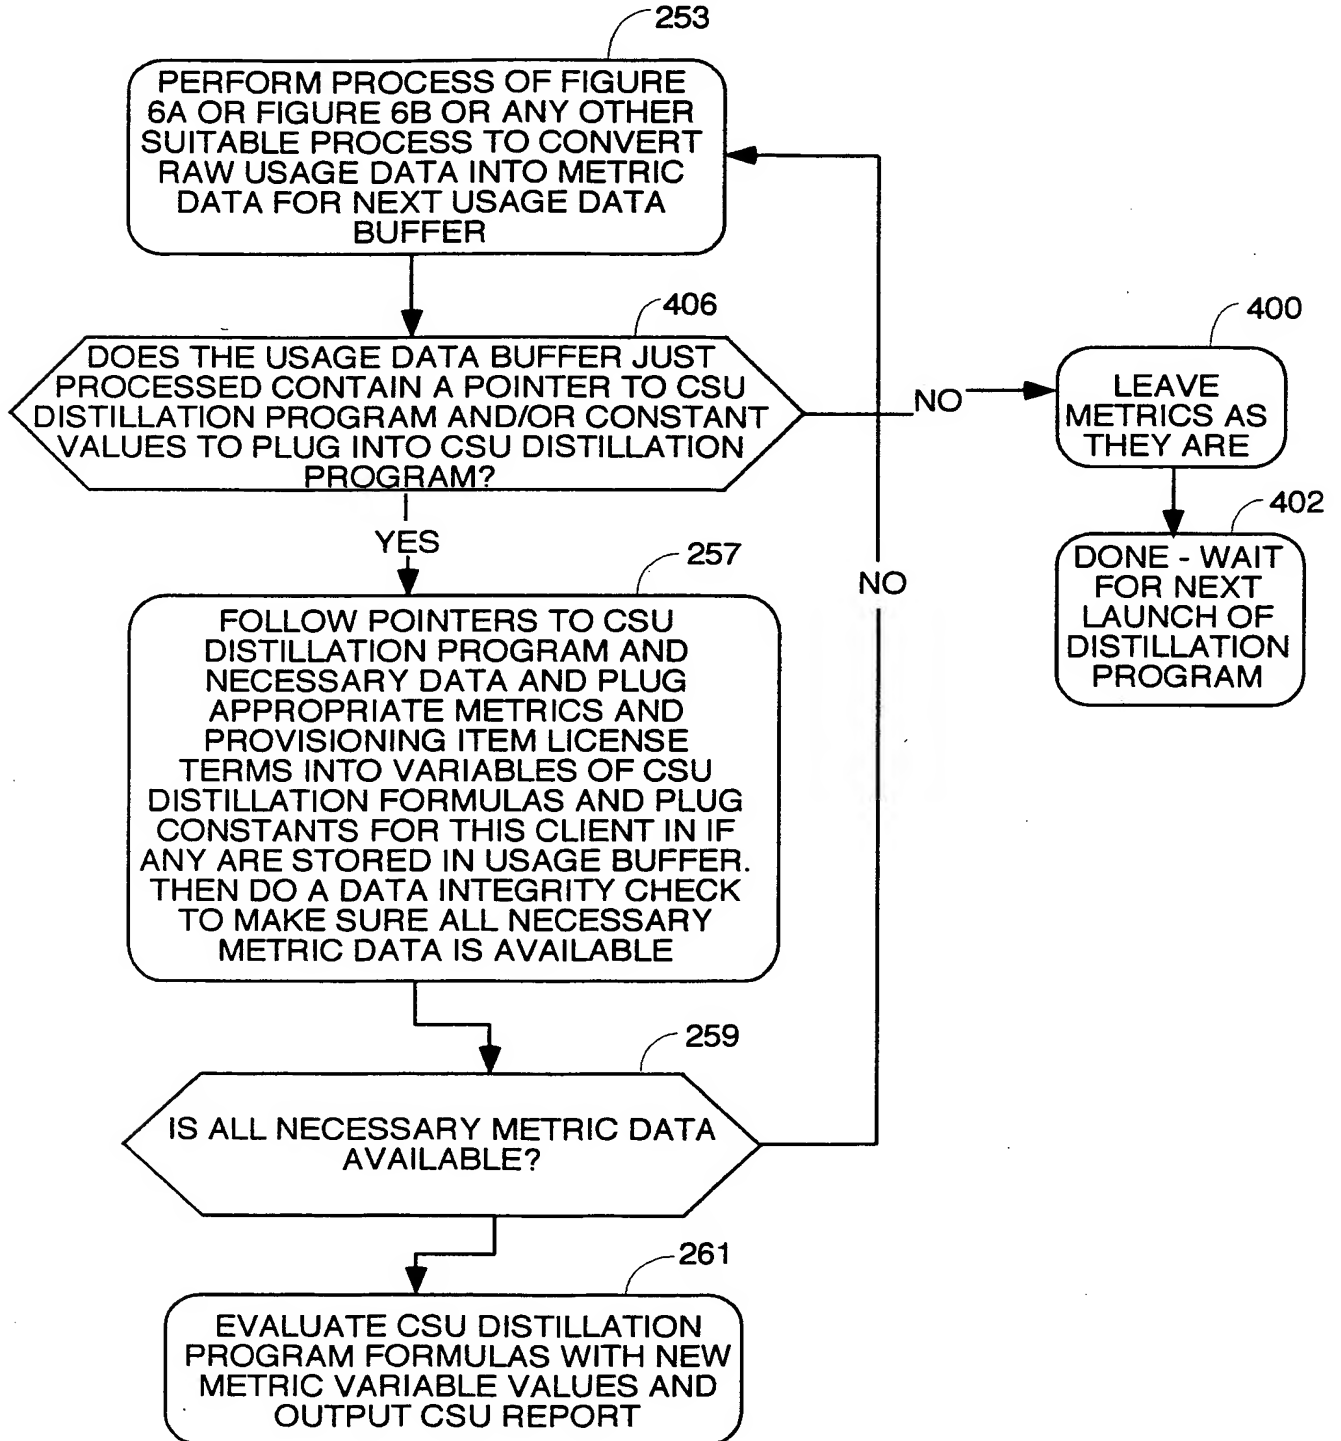 253
PERFORM PROCESS OF FIGURE
6A OR FIGURE 6B OR ANY OTHER
SUITABLE PROCESS TO CONVERT
RAW USAGE DATA INTO METRIC
DATA FOR NEXT USAGE DATA
BUFFER
406
DOES THE USAGE DATA BUFFER JUST
PROCESSED CONTAIN A POINTER TO CSU
DISTILLATION PROGRAM AND/OR CONSTANT
VALUES TO PLUG INTO CSU DISTILLATION
PROGRAM?
NO
400
LEAVE
METRICS AS
THEY ARE
402
DONE - WAIT
FOR NEXT
LAUNCH OF
DISTILLATION
PROGRAM
YES
NO
257
FOLLOW POINTERS TO CSU
DISTILLATION PROGRAM AND
NECESSARY DATA AND PLUG
APPROPRIATE METRICS AND
PROVISIONING ITEM LICENSE
TERMS INTO VARIABLES OF CSU
DISTILLATION FORMULAS AND PLUG
CONSTANTS FOR THIS CLIENT IN IF
ANY ARE STORED IN USAGE BUFFER.
THEN DO A DATA INTEGRITY CHECK
TO MAKE SURE ALL NECESSARY
METRIC DATA IS AVAILABLE
259
IS ALL NECESSARY METRIC DATA
AVAILABLE?
261
EVALUATE CSU DISTILLATION
PROGRAM FORMULAS WITH NEW
METRIC VARIABLE VALUES AND
OUTPUT CSU REPORT